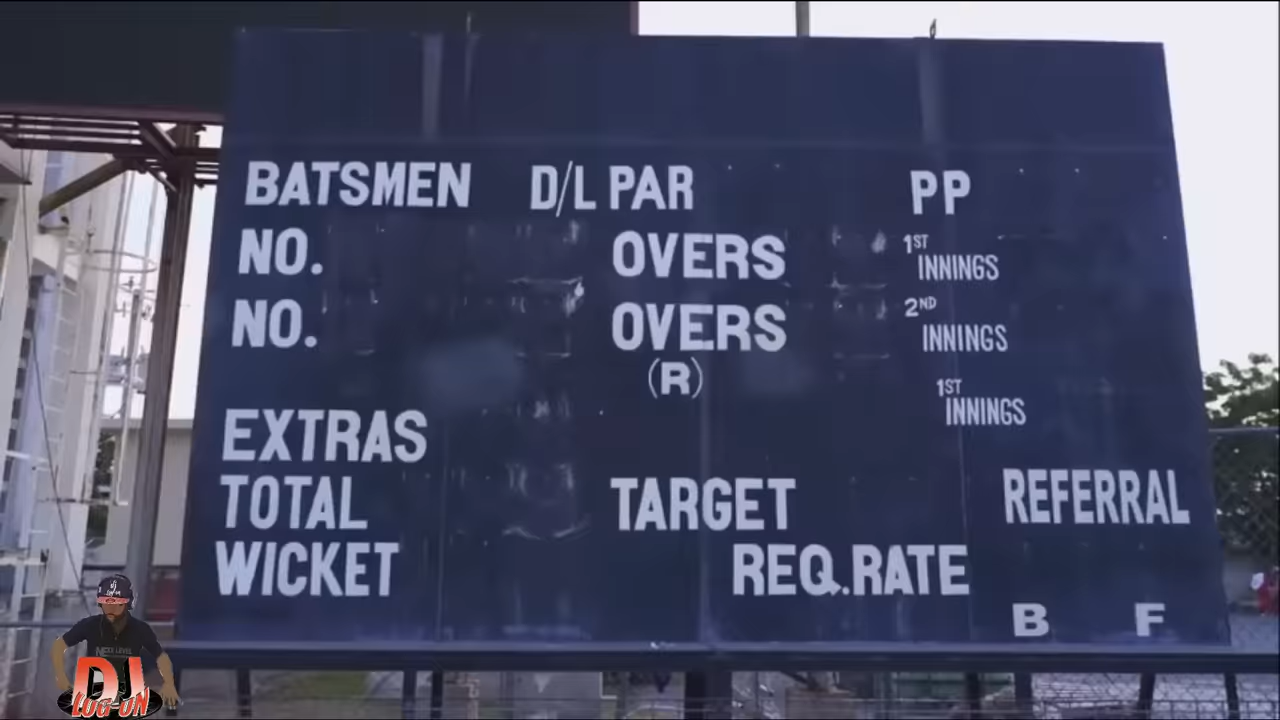 BATSMEN D/L PAR PP
NO. OVERS 1ST INNINGS
NO. OVERS 2ND INNINGS
(R) 1ST INNINGS
EXTRAS
TOTAL TARGET REFERRAL
WICKET REQ.RATE
B F
DJ
LOG-ON